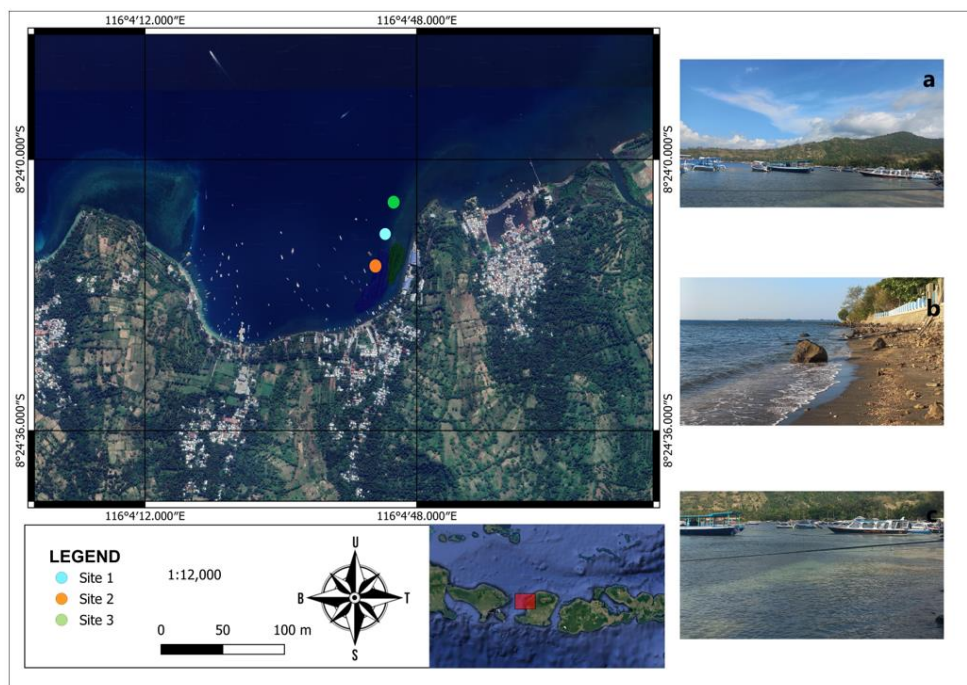 116°4′12.000″E
116°4′48.000″E
8°24′0.000″S
8°24′0.000″S
8°24′36.000″S
8°24′36.000″S
116°4′12.000″E
116°4′48.000″E
a
b
c
LEGEND
Site 1
Site 2
Site 3
1:12,000
0 50 100 m
U
B T
S